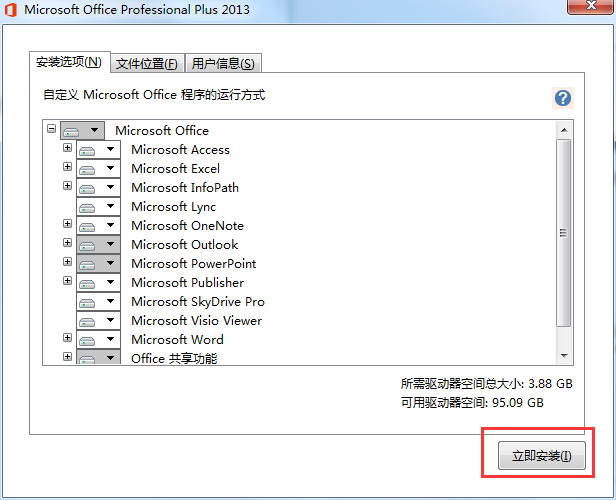 Microsoft Office Professional Plus 2013
安装选项(N) 文件位置(F) 用户信息(S)
自定义 Microsoft Office 程序的运行方式
?
Microsoft Office
Microsoft Access
Microsoft Excel
Microsoft InfoPath
Microsoft Lync
Microsoft OneNote
Microsoft Outlook
Microsoft PowerPoint
Microsoft Publisher
Microsoft SkyDrive Pro
Microsoft Visio Viewer
Microsoft Word
Office 共享功能
所需驱动器空间总大小: 3.88 GB
可用驱动器空间: 95.09 GB
立即安装(I)